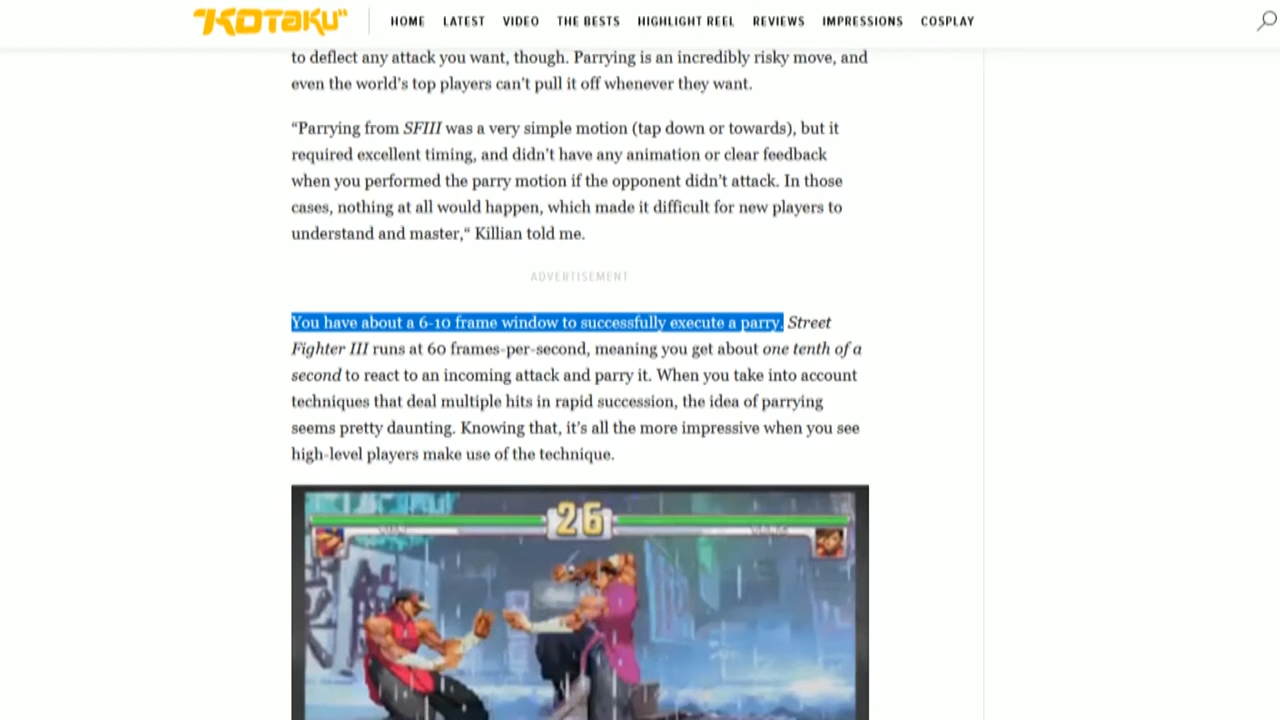 "KOTAKU"
HOME LATEST VIDEO THE BESTS HIGHLIGHT REEL REVIEWS IMPRESSIONS COSPLAY
to deflect any attack you want, though. Parrying is an incredibly risky move, and
even the world's top players can't pull it off whenever they want.
“Parrying from SFIII was a very simple motion (tap down or towards), but it
required excellent timing, and didn't have any animation or clear feedback
when you performed the parry motion if the opponent didn't attack. In those
cases, nothing at all would happen, which made it difficult for new players to
understand and master,“ Killian told me.
ADVERTISEMENT
You have about a 6-10 frame window to successfully execute a parry. Street
Fighter III runs at 60 frames-per-second, meaning you get about one tenth of a
second to react to an incoming attack and parry it. When you take into account
techniques that deal multiple hits in rapid succession, the idea of parrying
seems pretty daunting. Knowing that, it's all the more impressive when you see
high-level players make use of the technique.
26